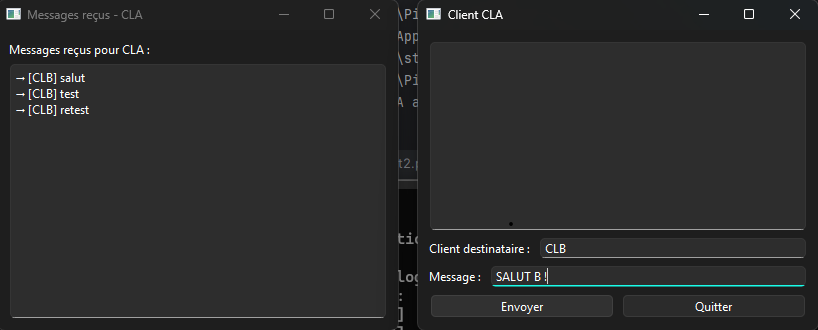 Messages reçus - CLA
Messages reçus pour CLA :
→ [CLB] salut
→ [CLB] test
→ [CLB] retest
Client CLA
Client destinataire :
CLB
Message :
SALUT B !
Envoyer
Quitter
\Pi
App
\st
\Pi
A a
t2.p
tic
log
:
]